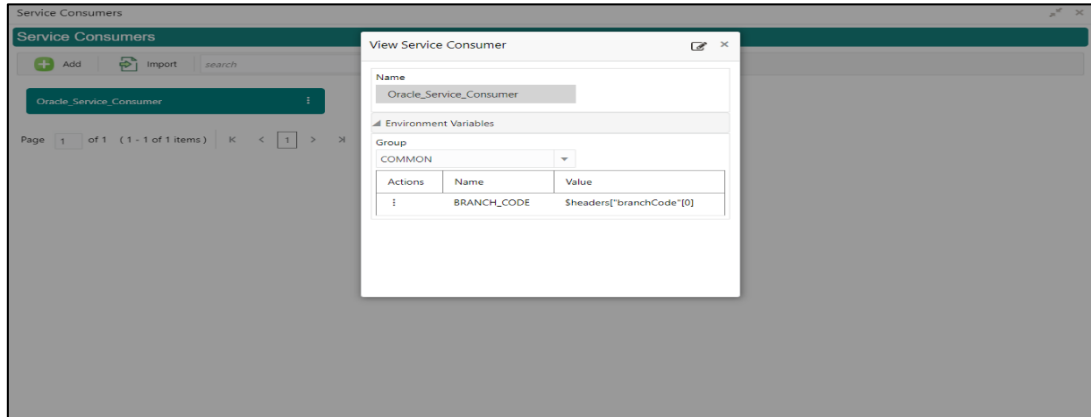 Service Consumers
Service Consumers
Add Import search
Oracle_Service_Consumer
Page 1 of 1 ( 1 - 1 of 1 items ) K < 1 > >|
View Service Consumer
Name
Oracle_Service_Consumer
Environment Variables
Group
COMMON
Actions Name Value
BRANCH_CODE $headers["branchCode"[0]